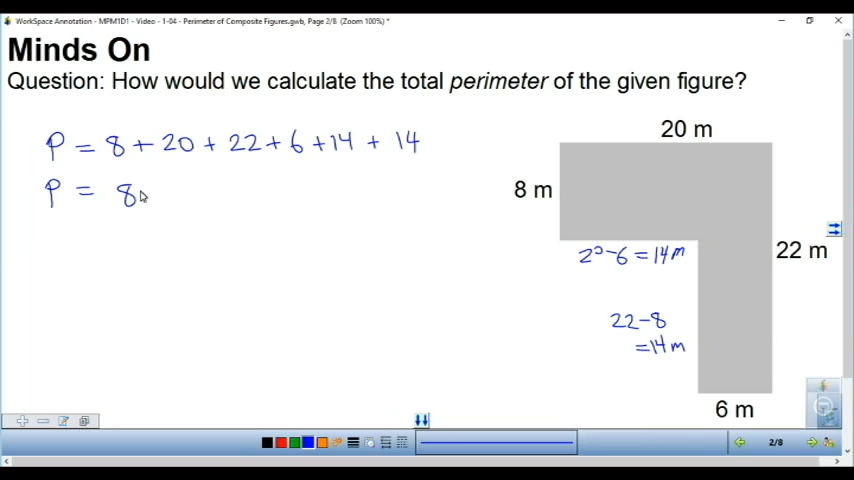 WorkSpace Annotation - MPM1D1 - Video - 1-04 - Perimeter of Composite Figures.gwb, Page 2/8 (Zoom 100%) *
Minds On
Question: How would we calculate the total perimeter of the given figure?
20 m
P = 8 + 20 + 22 + 6 + 14 + 14
P = 8
8 m
20-6 = 14m
22 m
22-8
=14m
6 m
2/8